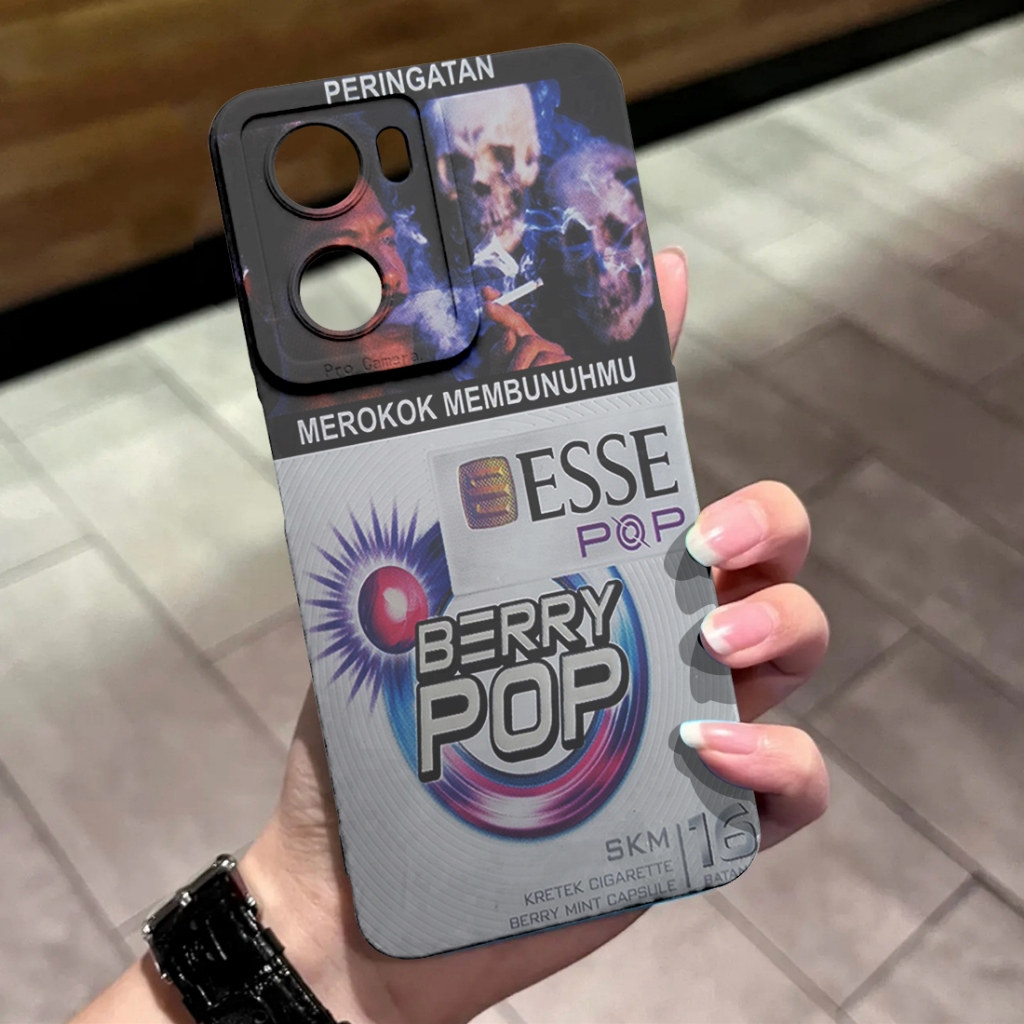 PERINGATAN
Pro Camera
MEROKOK MEMBUNUHMU
ESSE
POP
BERRY
POP
SKM
16
KRETEK CIGARETTE
BATANG
BERRY MINT CAPSULE